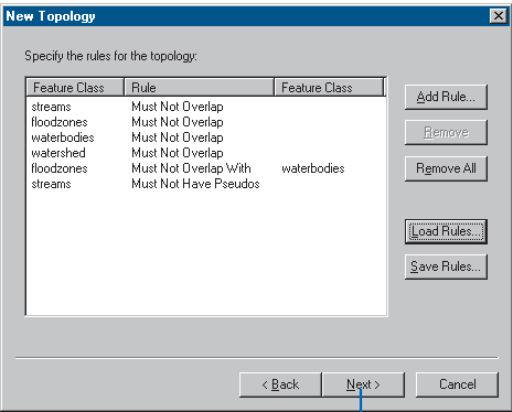 New Topology
Specify the rules for the topology:
Feature Class Rule Feature Class
streams Must Not Overlap
floodzones Must Not Overlap
waterbodies Must Not Overlap
watershed Must Not Overlap
floodzones Must Not Overlap With waterbodies
streams Must Not Have Pseudos
Add Rule...
Remove
Remove All
Load Rules...
Save Rules...
< Back
Next >
Cancel